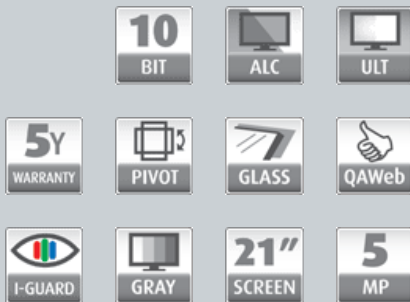 10
BIT
ALC
ULT
5Y
WARRANTY
PIVOT
GLASS
QAWeb
I-GUARD
GRAY
21"
SCREEN
5
MP